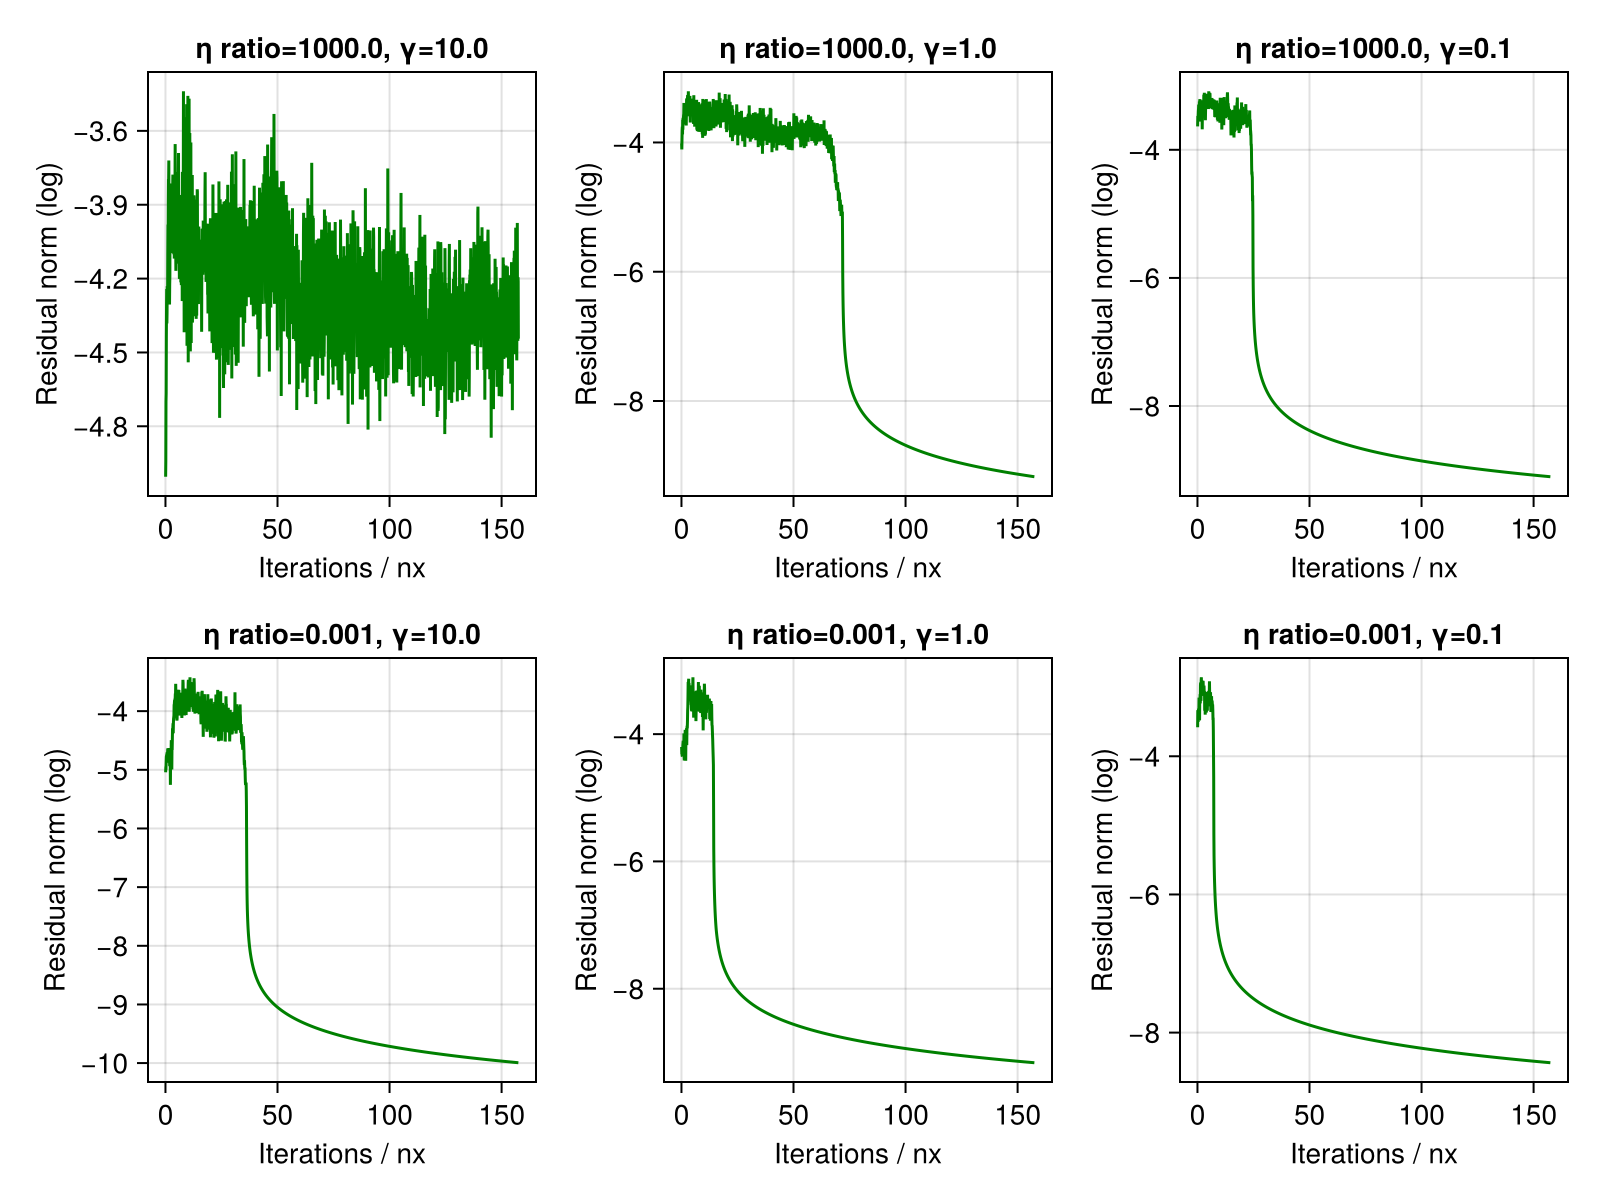 η ratio=1000.0, γ=10.0
Residual norm (log)
−3.6
−3.9
−4.2
−4.5
−4.8
0 50 100 150
Iterations / nx
η ratio=1000.0, γ=1.0
Residual norm (log)
−4
−6
−8
0 50 100 150
Iterations / nx
η ratio=1000.0, γ=0.1
Residual norm (log)
−4
−6
−8
0 50 100 150
Iterations / nx
η ratio=0.001, γ=10.0
Residual norm (log)
−4
−5
−6
−7
−8
−9
−10
0 50 100 150
Iterations / nx
η ratio=0.001, γ=1.0
Residual norm (log)
−4
−6
−8
0 50 100 150
Iterations / nx
η ratio=0.001, γ=0.1
Residual norm (log)
−4
−6
−8
0 50 100 150
Iterations / nx